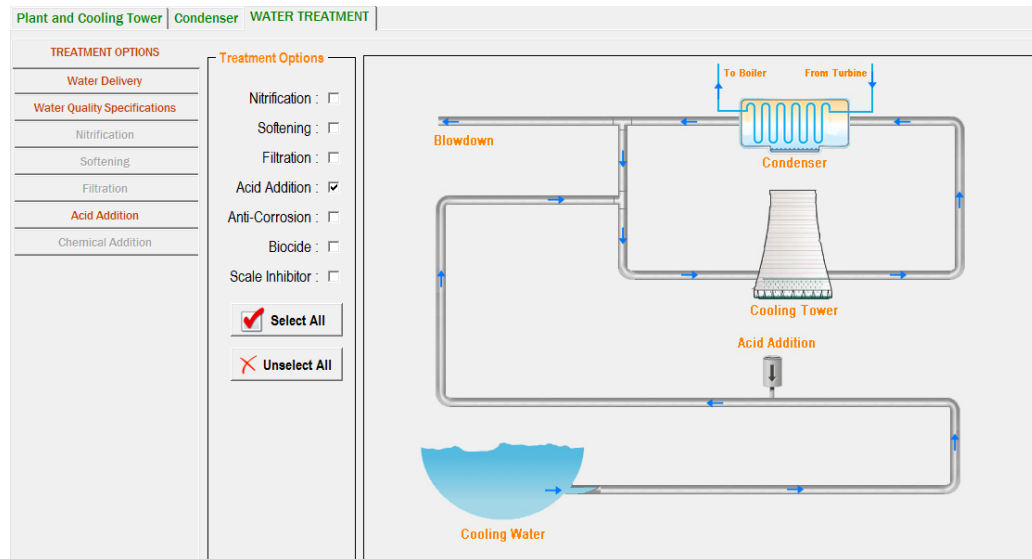 Plant and Cooling Tower
Condenser
WATER TREATMENT
TREATMENT OPTIONS
Water Delivery
Water Quality Specifications
Nitrification
Softening
Filtration
Acid Addition
Chemical Addition
Treatment Options
Nitrification :
Softening :
Filtration :
Acid Addition :
Anti-Corrosion :
Biocide :
Scale Inhibitor :
Select All
Unselect All
To Boiler
From Turbine
Blowdown
Condenser
Cooling Tower
Acid Addition
Cooling Water